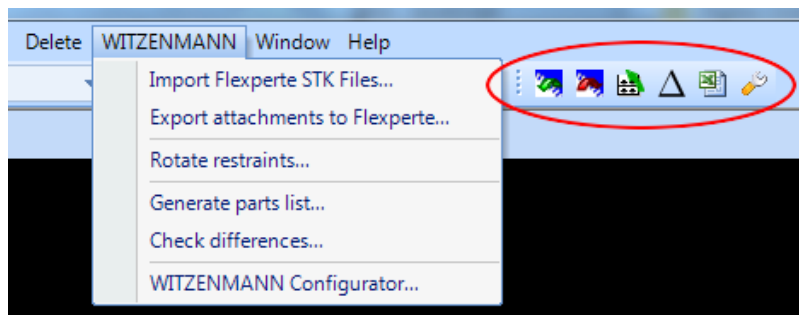 Delete WITZENMANN Window Help
Import Flexperte STK Files...
Export attachments to Flexperte...
Rotate restraints...
Generate parts list...
Check differences...
WITZENMANN Configurator...